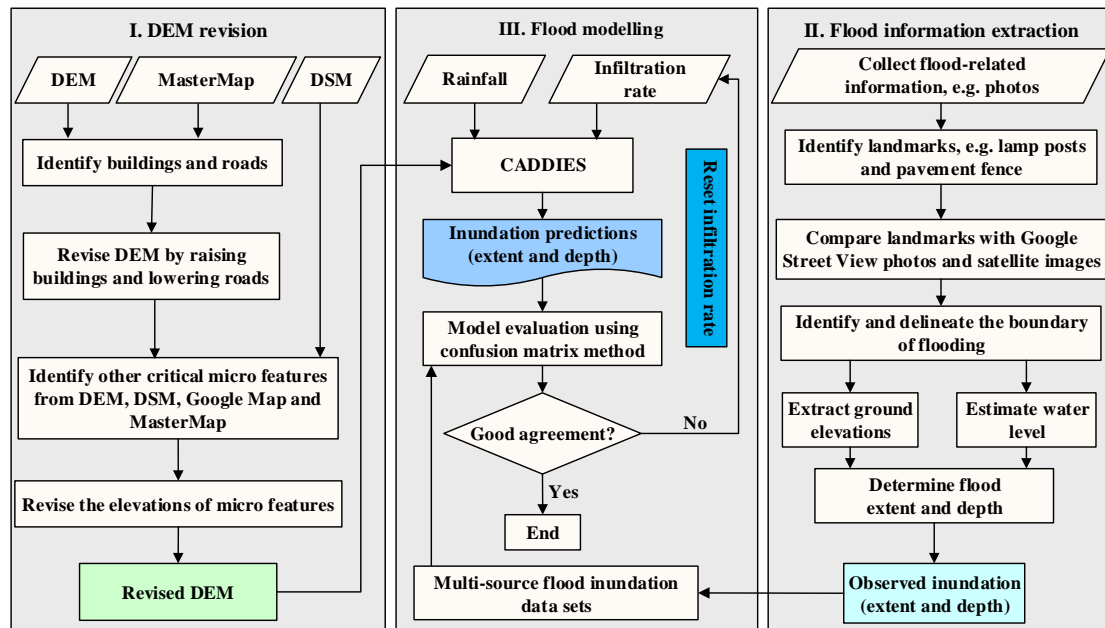 I. DEM revision
DEM
MasterMap
DSM
Identify buildings and roads
Revise DEM by raising
buildings and lowering roads
Identify other critical micro features
from DEM, DSM, Google Map and
MasterMap
Revise the elevations of micro features
Revised DEM
III. Flood modelling
Rainfall
Infiltration
rate
CADDIES
Inundation predictions
(extent and depth)
Reset infiltration rate
Model evaluation using
confusion matrix method
Good agreement?
No
Yes
End
Multi-source flood inundation
data sets
II. Flood information extraction
Collect flood-related
information, e.g. photos
Identify landmarks, e.g. lamp posts
and pavement fence
Compare landmarks with Google
Street View photos and satellite images
Identify and delineate the boundary
of flooding
Extract ground
elevations
Estimate water
level
Determine flood
extent and depth
Observed inundation
(extent and depth)